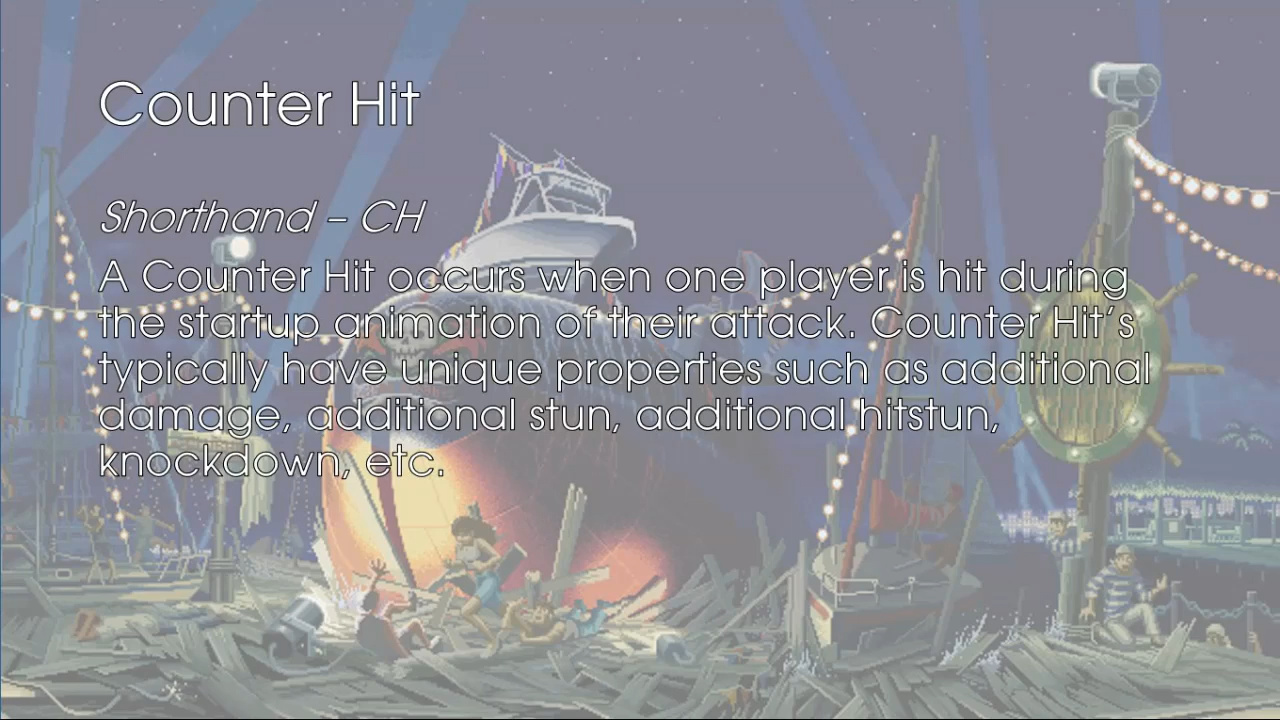 Counter Hit
Shorthand – CH
A Counter Hit occurs when one player is hit during
the startup animation of their attack. Counter Hit's
typically have unique properties such as additional
damage, additional stun, additional hitstun,
knockdown, etc.